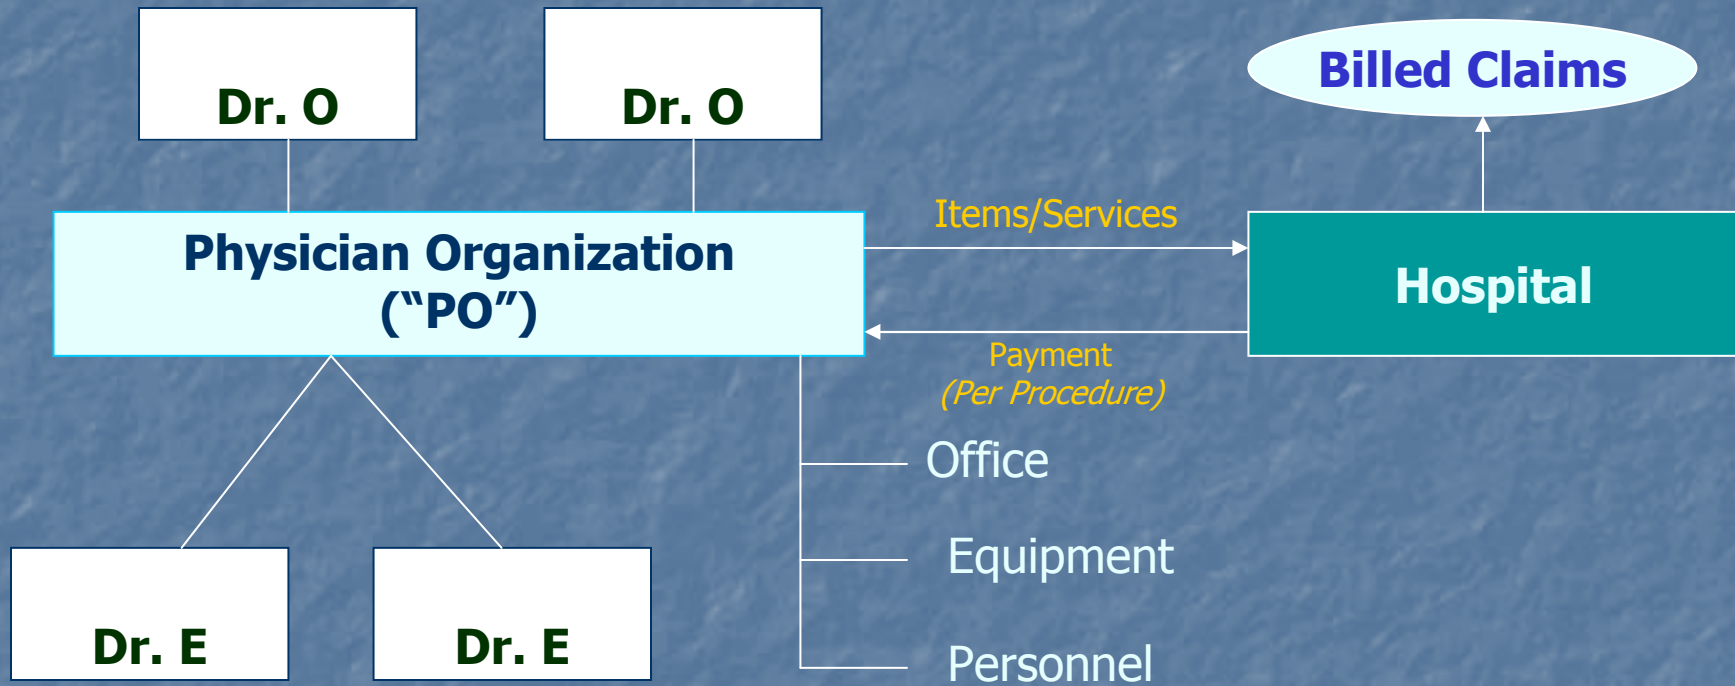 Dr. O
Dr. O
Billed Claims
Physician Organization
(“PO”)
Items/Services
Hospital
Payment
(Per Procedure)
Office
Equipment
Personnel
Dr. E
Dr. E